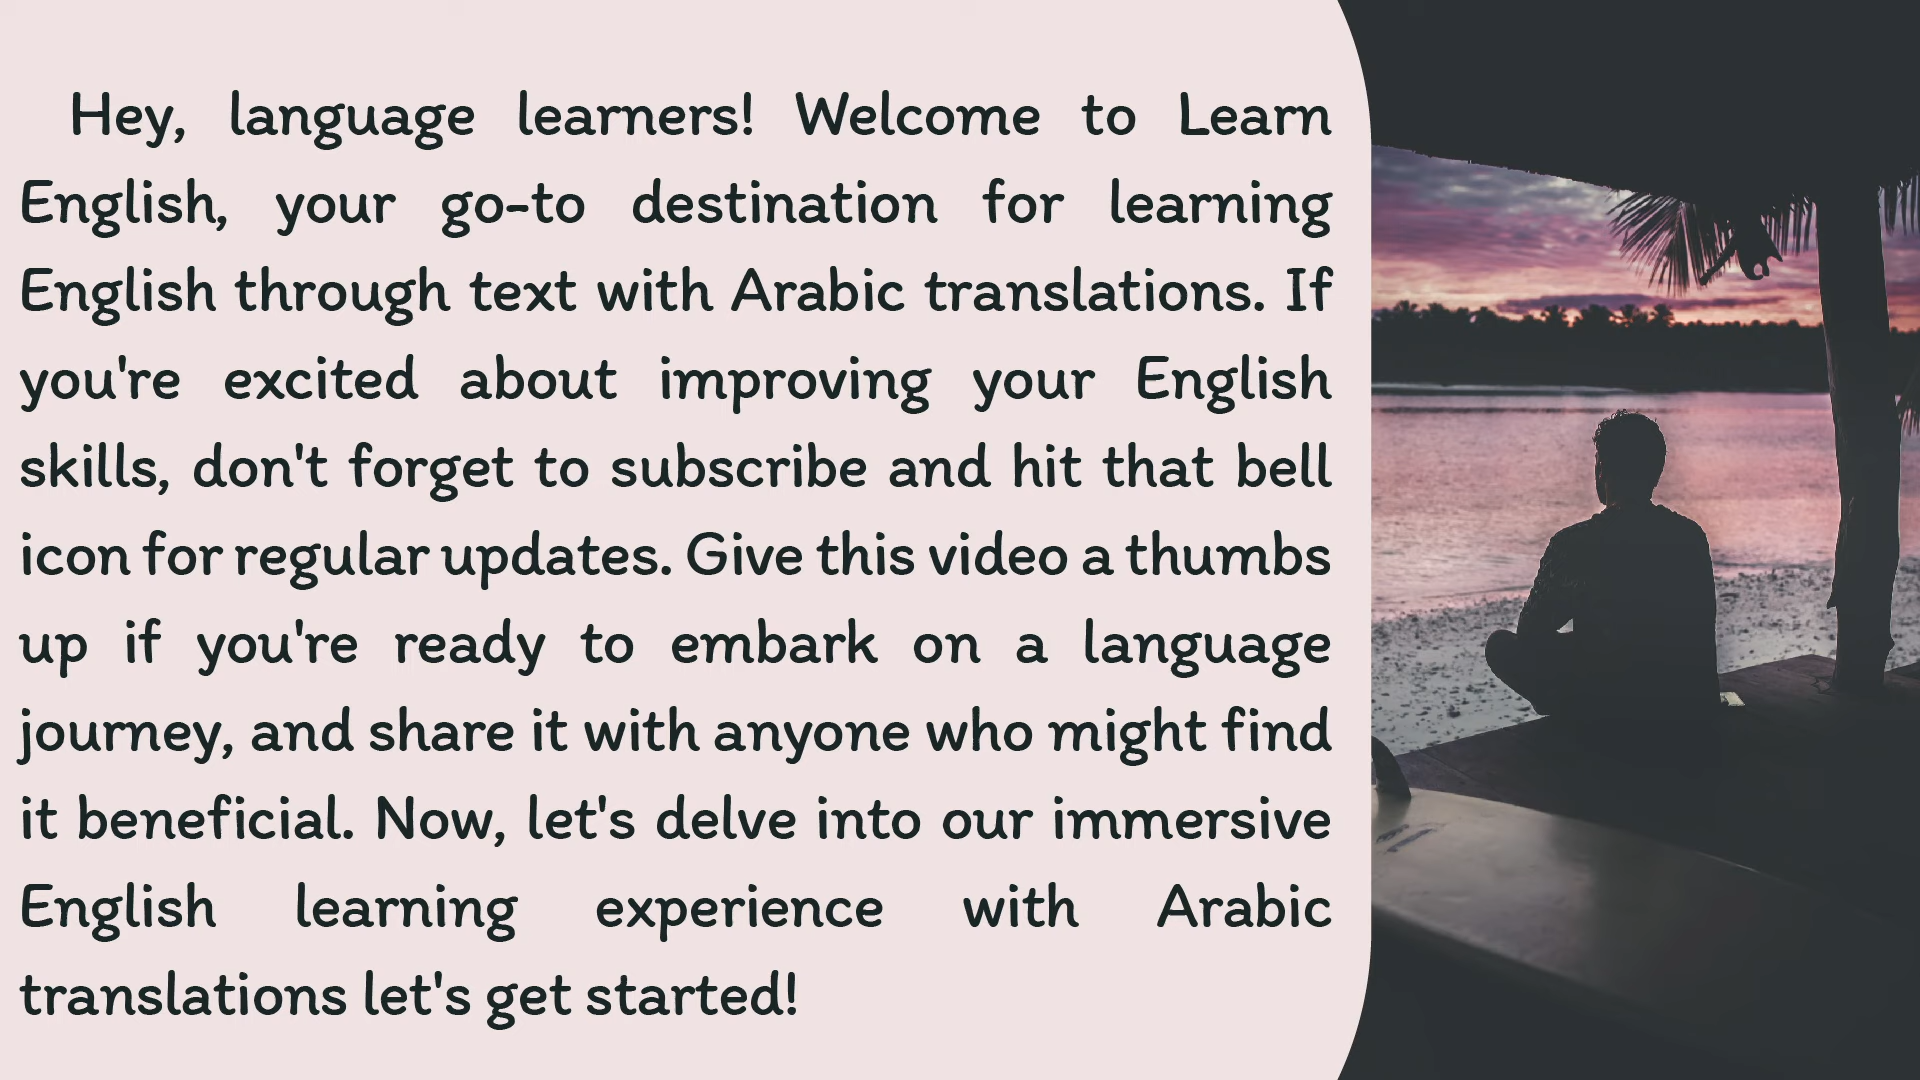 Hey, language learners! Welcome to Learn
English, your go-to destination for learning
English through text with Arabic translations. If
you're excited about improving your English
skills, don't forget to subscribe and hit that bell
icon for regular updates. Give this video a thumbs
up if you're ready to embark on a language
journey, and share it with anyone who might find
it beneficial. Now, let's delve into our immersive
English learning experience with Arabic
translations let's get started!